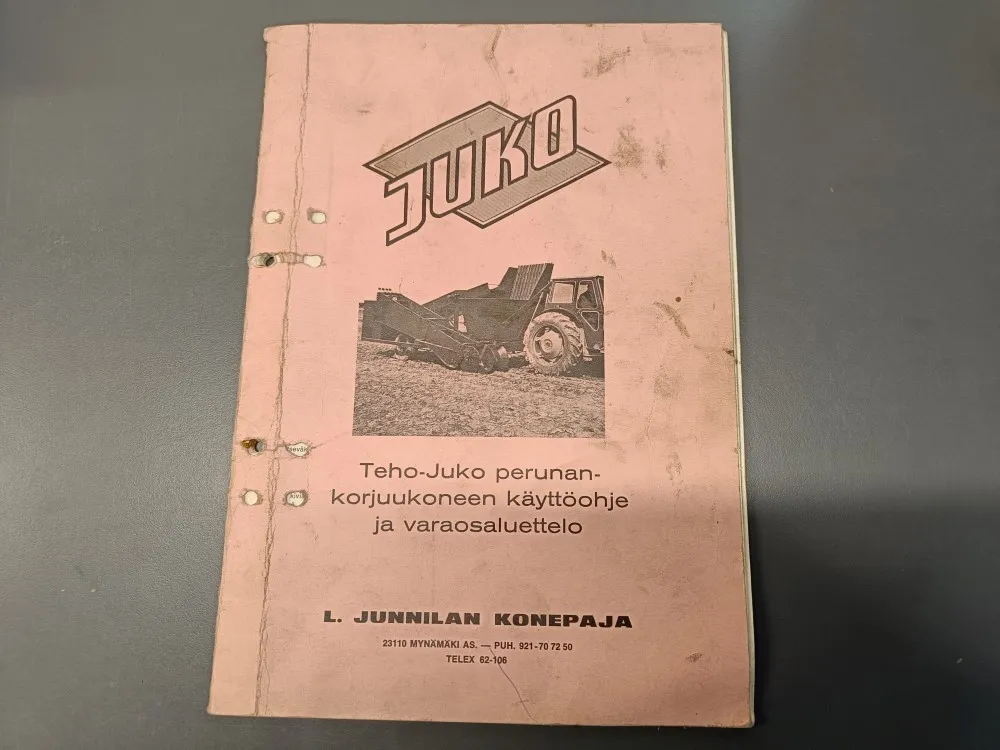 JUKO
Teho-Juko perunan-
korjuukoneen käyttöohje
ja varaosaluettelo
L. JUNNILAN KONEPAJA
23110 MYNÄMÄKI AS. — PUH. 921-70 72 50
TELEX 62-106